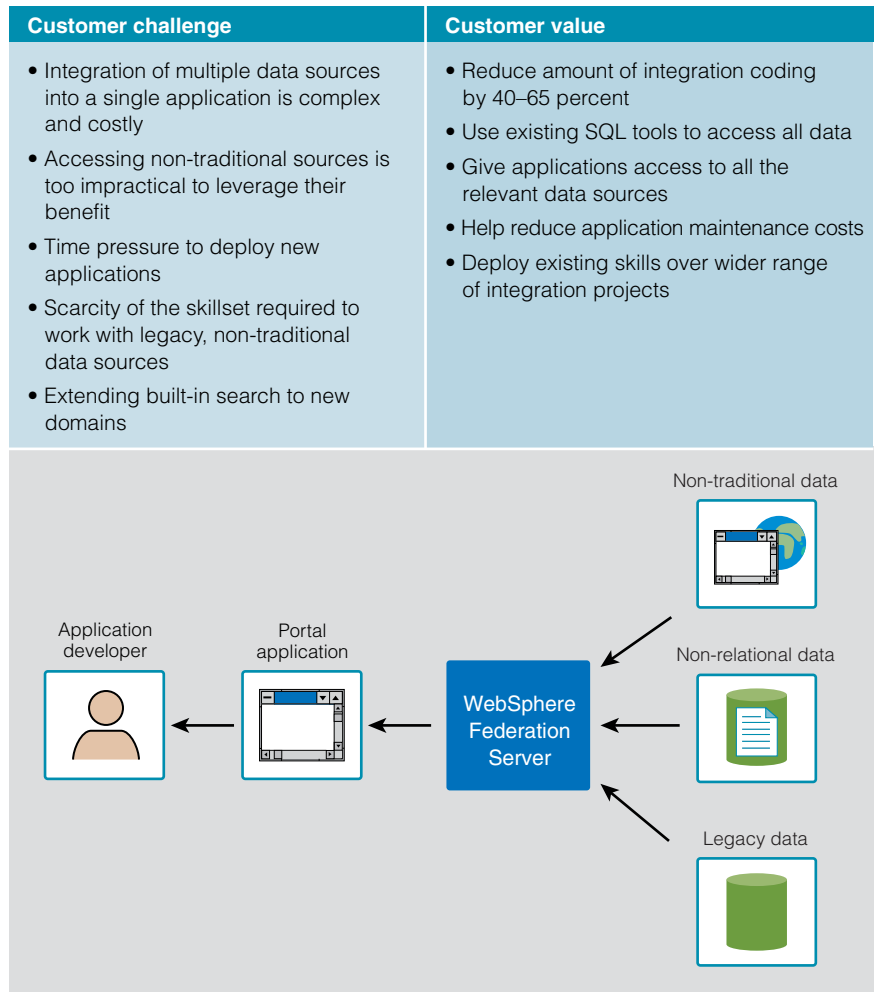 Customer challenge
• Integration of multiple data sources
into a single application is complex
and costly
• Accessing non-traditional sources is
too impractical to leverage their
benefit
• Time pressure to deploy new
applications
• Scarcity of the skillset required to
work with legacy, non-traditional
data sources
• Extending built-in search to new
domains
Customer value
• Reduce amount of integration coding
by 40–65 percent
• Use existing SQL tools to access all data
• Give applications access to all the
relevant data sources
• Help reduce application maintenance costs
• Deploy existing skills over wider range
of integration projects
Non-traditional data
Application
developer
Portal
application
WebSphere
Federation
Server
Non-relational data
Legacy data